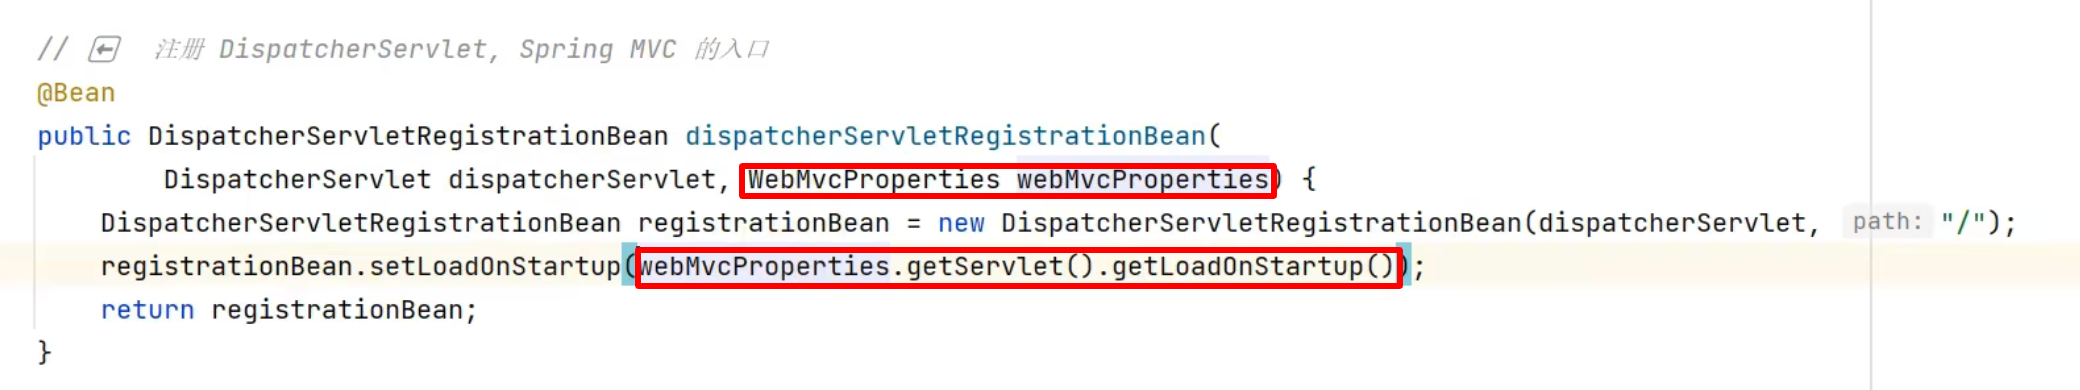 // ⬅ 注册 DispatcherServlet, Spring MVC 的入口
@Bean
public DispatcherServletRegistrationBean dispatcherServletRegistrationBean(
DispatcherServlet dispatcherServlet, WebMvcProperties webMvcProperties) {
DispatcherServletRegistrationBean registrationBean = new DispatcherServletRegistrationBean(dispatcherServlet, path: "/");
registrationBean.setLoadOnStartup(webMvcProperties.getServlet().getLoadOnStartup());
return registrationBean;
}